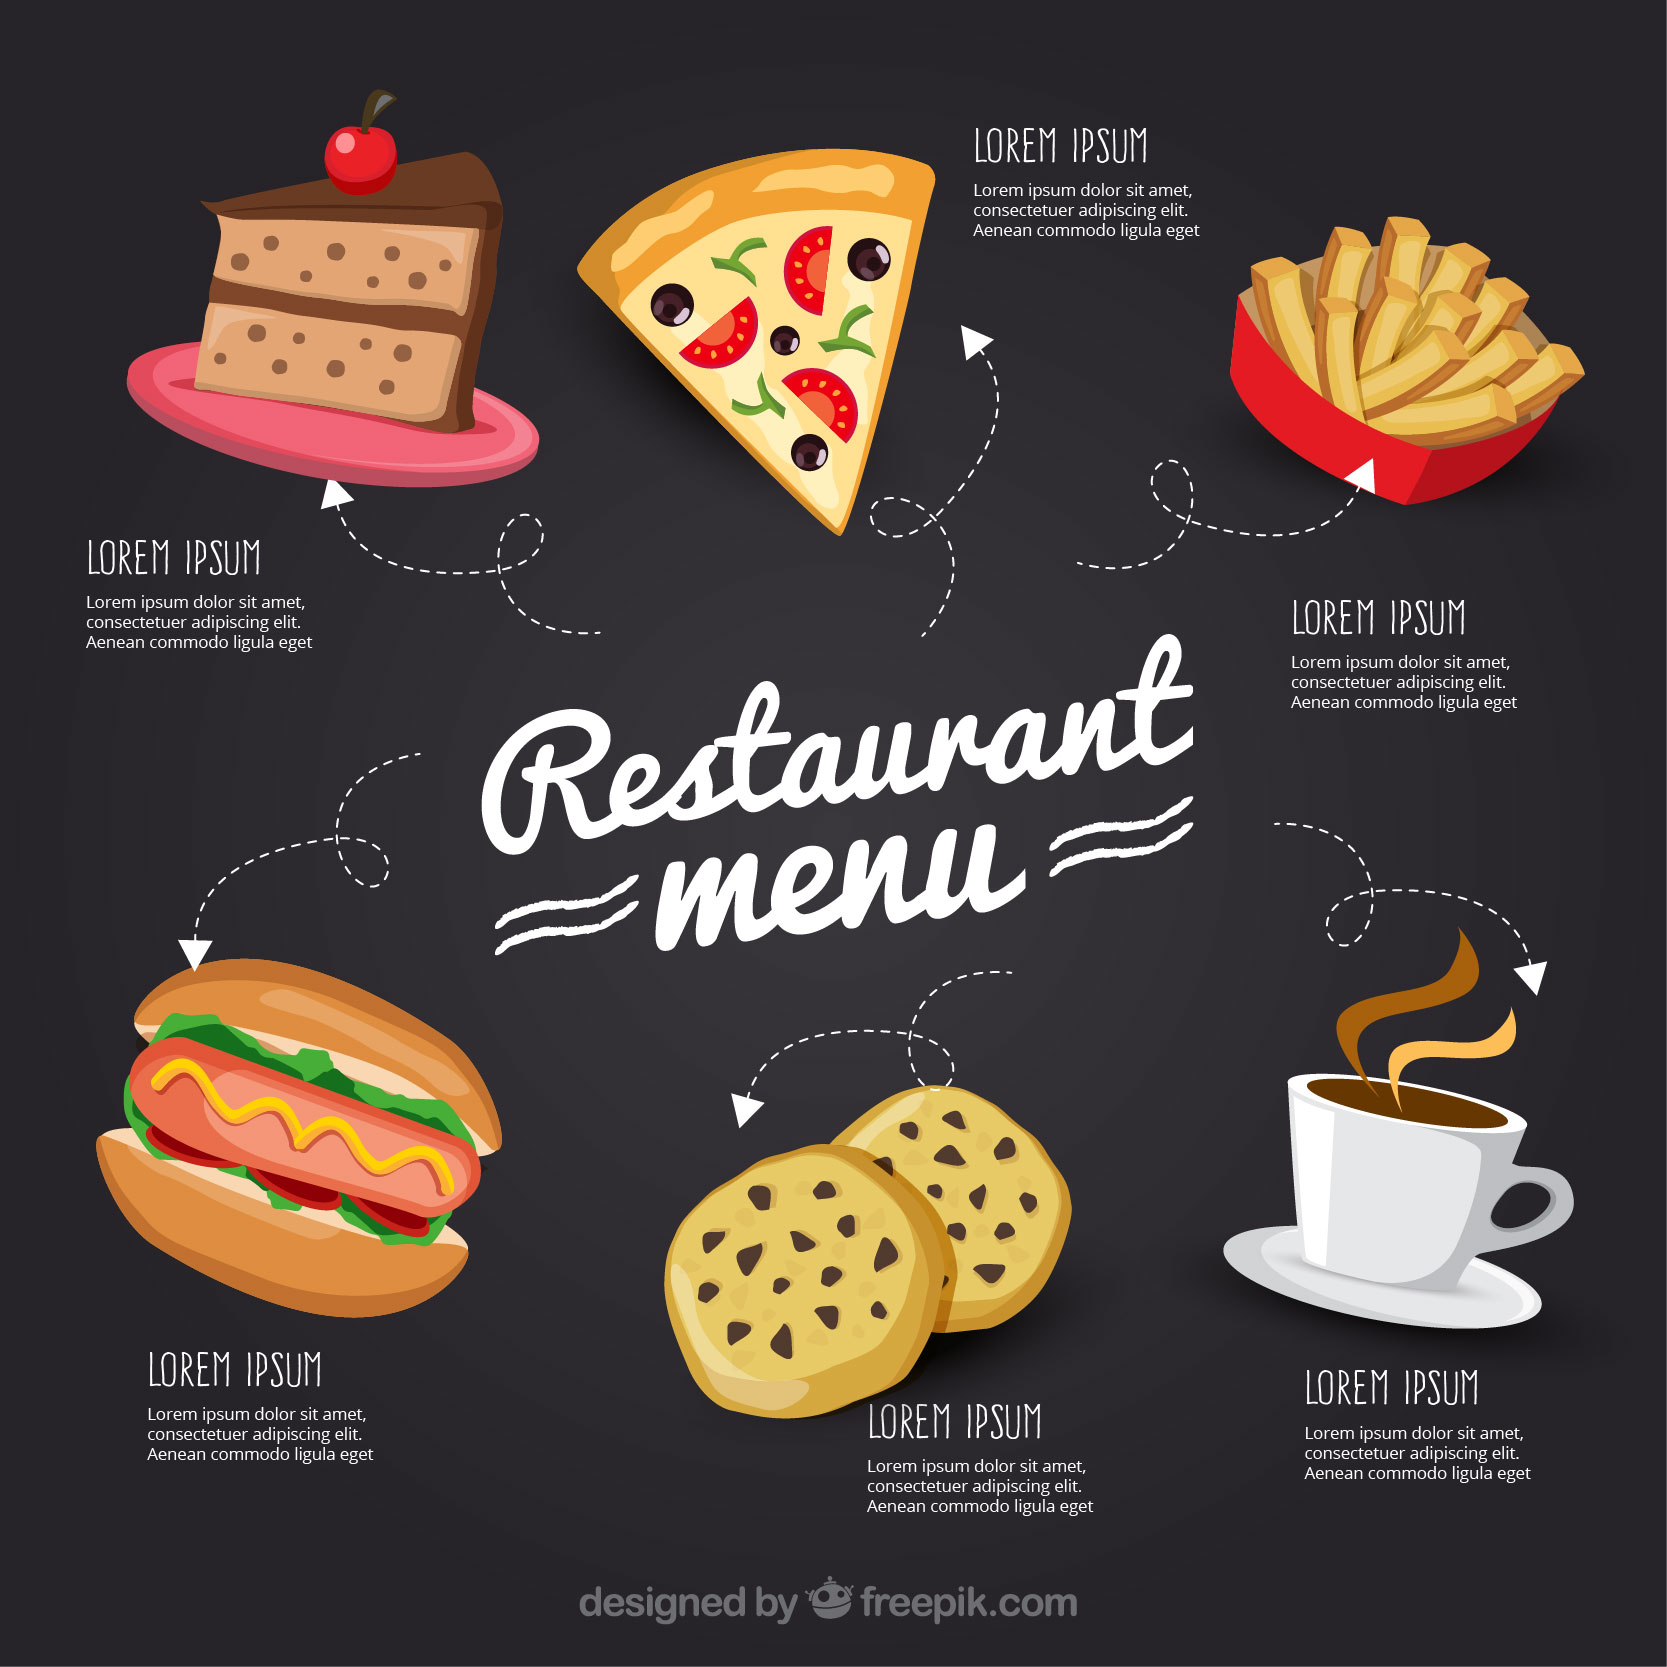 LOREM IPSUM
Lorem ipsum dolor sit amet,
consectetuer adipiscing elit.
Aenean commodo ligula eget
LOREM IPSUM
Lorem ipsum dolor sit amet,
consectetuer adipiscing elit.
Aenean commodo ligula eget
LOREM IPSUM
Lorem ipsum dolor sit amet,
consectetuer adipiscing elit.
Aenean commodo ligula eget
Restaurant
menu
LOREM IPSUM
Lorem ipsum dolor sit amet,
consectetuer adipiscing elit.
Aenean commodo ligula eget
LOREM IPSUM
Lorem ipsum dolor sit amet,
consectetuer adipiscing elit.
Aenean commodo ligula eget
LOREM IPSUM
Lorem ipsum dolor sit amet,
consectetuer adipiscing elit.
Aenean commodo ligula eget
designed by freepik.com